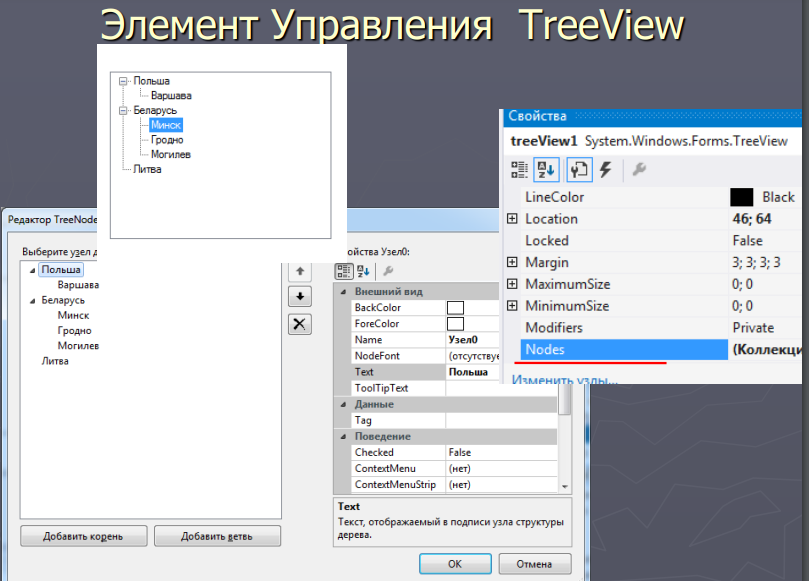 Элемент Управления TreeView
Польша
Варшава
Беларусь
Минск
Гродно
Могилев
Литва
Свойства
treeView1 System.Windows.Forms.TreeView
LineColor Black
Location 46; 64
Locked False
Margin 3; 3; 3; 3
MaximumSize 0; 0
MinimumSize 0; 0
Modifiers Private
Nodes (Коллекци
Изменить узлы...
Редактор TreeNode
Выберите узел д
Польша
Варшава
Беларусь
Минск
Гродно
Могилев
Литва
Добавить корень
Добавить ветвь
ойства Узел0:
Внешний вид
BackColor
ForeColor
Name Узел0
NodeFont (отсутствуе
Text Польша
ToolTipText
Данные
Tag
Поведение
Checked False
ContextMenu (нет)
ContextMenuStrip (нет)
Text
Текст, отображаемый в подписи узла структуры
дерева.
OK
Отмена